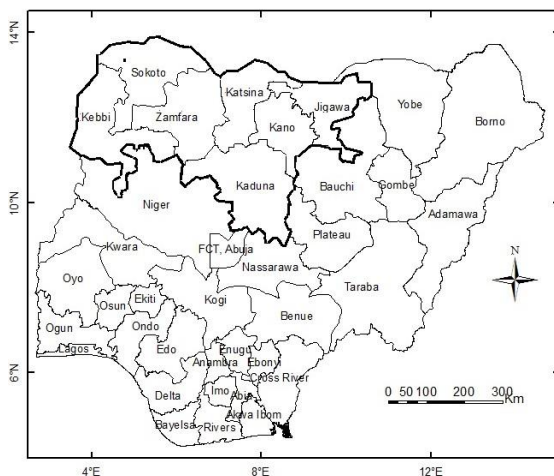 14°N
Sokoto
Katsina
Jigawa
Yobe
Borno
Kebbi
Zamfara
Kano
10°N
Niger
Kaduna
Bauchi
Gombe
Adamawa
Plateau
Kwara
FCT, Abuja
Nassarawa
N
Oyo
Taraba
Osun
Ekiti
Kogi
Benue
Ogun
Ondo
Lagos
Edo
Enugu
Anambra
Ebonyi
6°N
Cross River
Delta
Imo
Abia
0 50 100 200 300
Km
Akwa Ibom
Bayelsa
Rivers
4°E
8°E
12°E